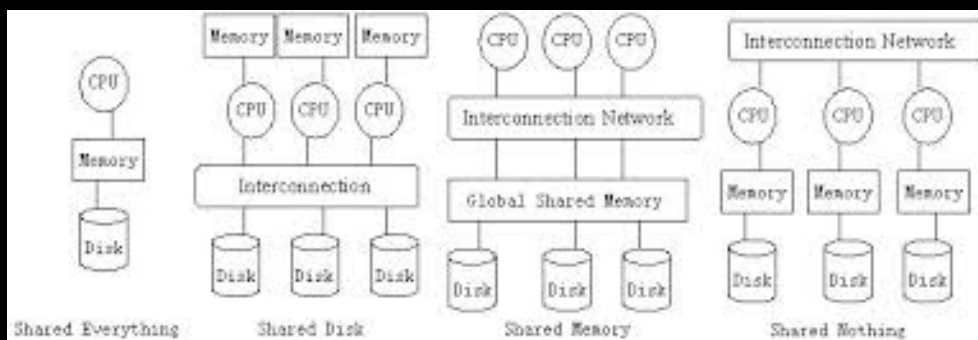 CPU
Memory
Disk
Shared Everything
Memory Memory Memory
CPU CPU CPU
Interconnection
Disk Disk Disk
Shared Disk
CPU CPU CPU
Interconnection Network
Global Shared Memory
Disk Disk Disk
Shared Memory
Interconnection Network
CPU CPU CPU
Memory Memory Memory
Disk Disk Disk
Shared Nothing